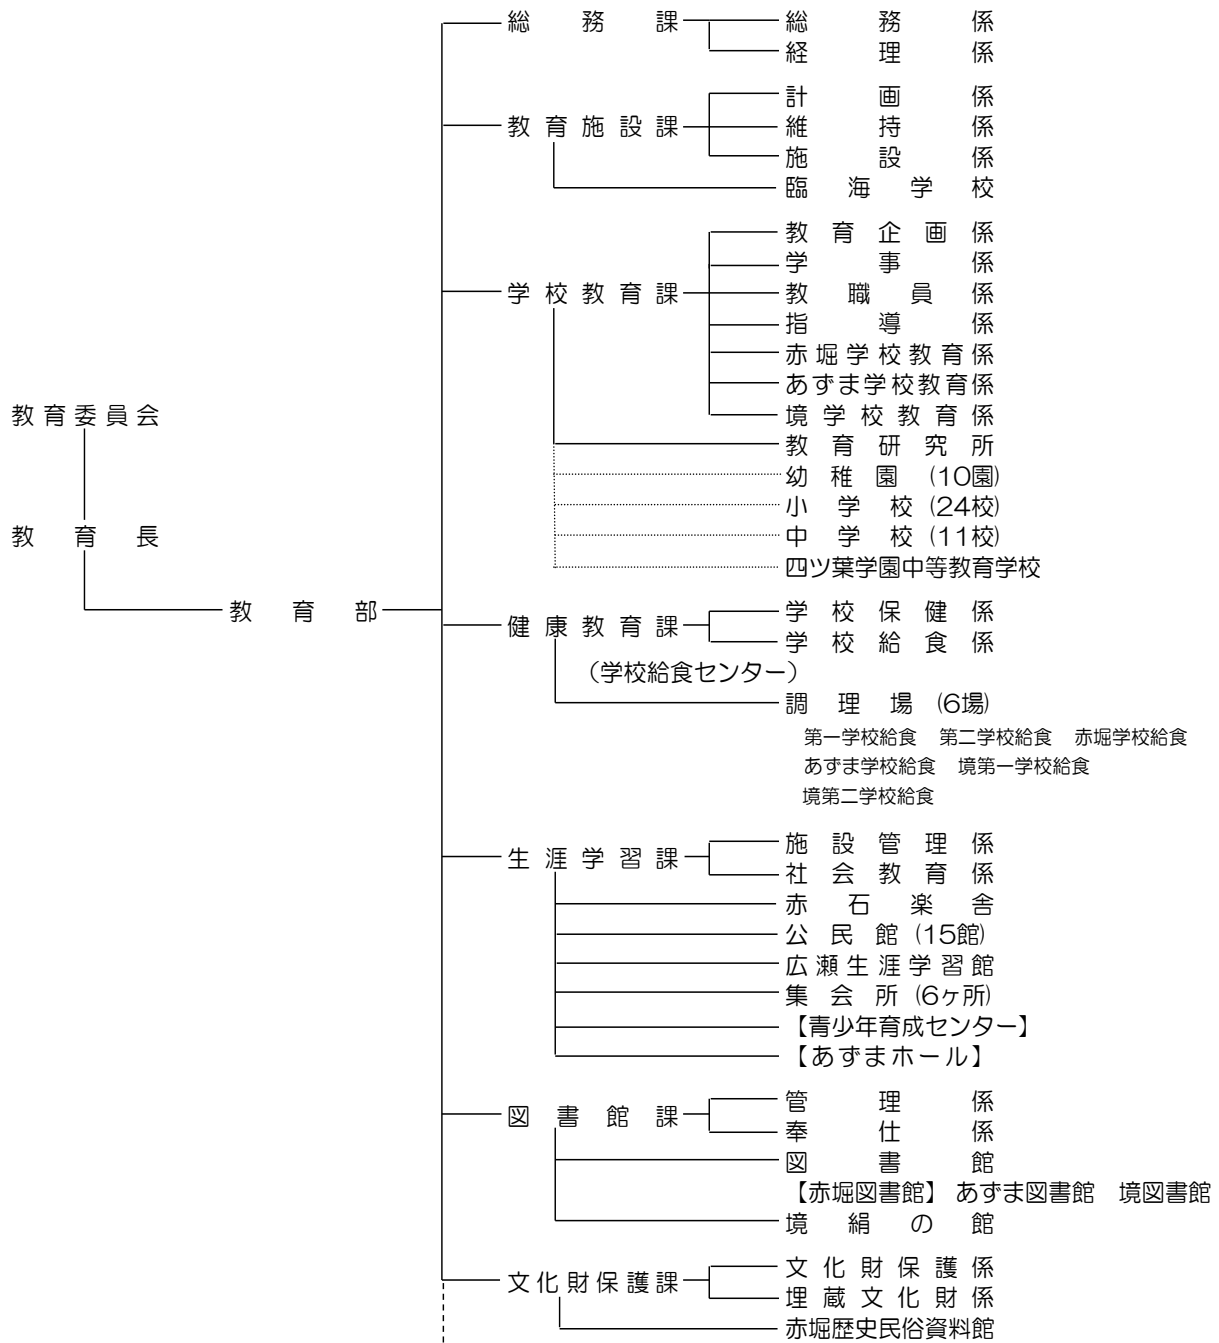 総務課 総務係
経理係
計画係
教育施設課 維持係
施設係
臨海学校
教育企画係
学事係
学校教育課 教職員係
指導係
赤堀学校教育係
あずま学校教育係
教育委員会 境学校教育係
教育研究所
幼稚園 (10園)
小学校 (24校)
教育長 中学校 (11校)
四ツ葉学園中等教育学校
教育部 学校保健係
健康教育課 学校給食係
（学校給食センター）
調理場 (6場)
第一学校給食 第二学校給食 赤堀学校給食
あずま学校給食 境第一学校給食
境第二学校給食
施設管理係
生涯学習課 社会教育係
赤石楽舎
公民館 (15館)
広瀬生涯学習館
集会所 (6ヶ所)
【青少年育成センター】
【あずまホール】
管理係
図書館課 奉仕係
図書館
【赤堀図書館】 あずま図書館 境図書館
境絹の館
文化財保護課 文化財保護係
埋蔵文化財係
赤堀歴史民俗資料館